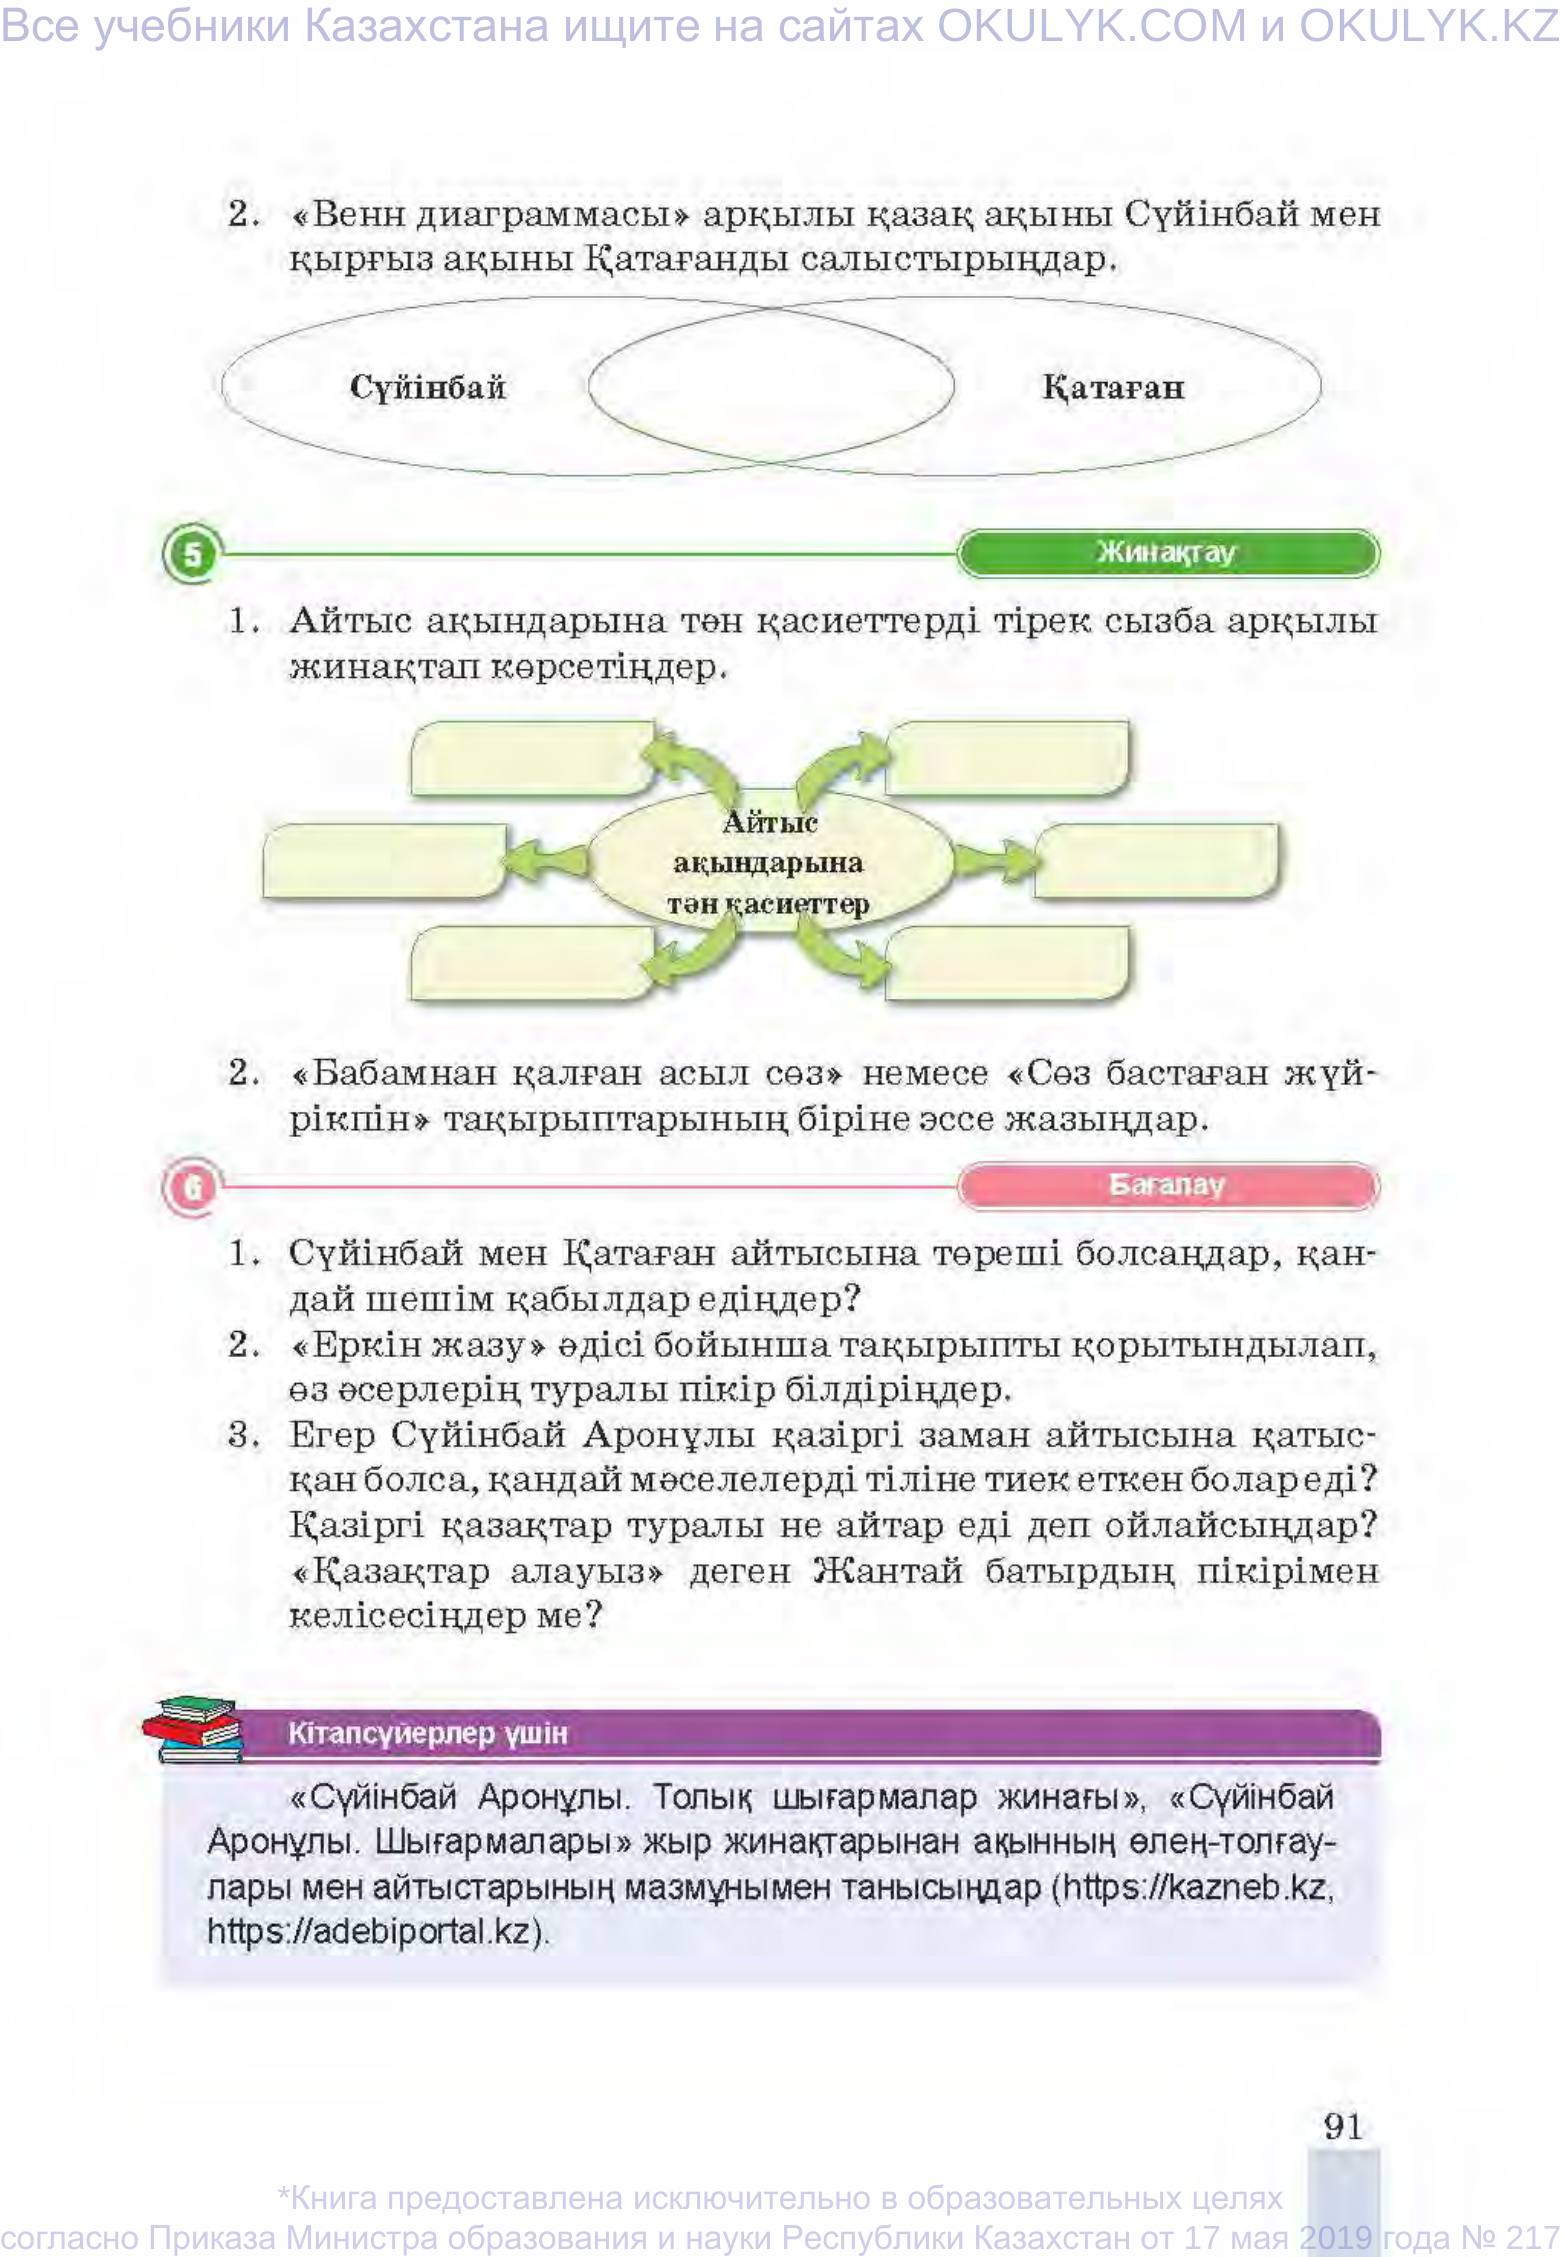 Все учебники Казахстана ищите на сайтах OKULYK.COM и OKULYK.KZ
2. «Венн диаграммасы» арқылы қазақ ақыны Сүйінбай мен
қырғыз ақыны Қатағанды салыстырыңдар.
Сүйінбай
Қатаған
5
Жинақтау
1. Айтыс ақындарына тән қасиеттерді тірек сызба арқылы
жинақтап көрсетіңдер.
Айтыс
ақындарына
тән қасиеттер
2. «Бабамнан қалған асыл сөз» немесе «Сөз бастаған жүй-
рікпін» тақырыптарының біріне эссе жазыңдар.
6
Бағалау
1. Сүйінбай мен Қатаған айтысына төреші болсаңдар, қан-
дай шешім қабылдар едіңдер?
2. «Еркін жазу» әдісі бойынша тақырыпты қорытындылап,
өз әсерлерің туралы пікір білдіріңдер.
3. Егер Сүйінбай Аронұлы қазіргі заман айтысына қатыс-
қан болса, қандай мәселелерді тіліне тиек еткен болар еді?
Қазіргі қазақтар туралы не айтар еді деп ойлайсыңдар?
«Қазақтар алауыз» деген Жантай батырдың пікірімен
келісесіңдер ме?
Кітапсүйерлер үшін
«Сүйінбай Аронұлы. Толық шығармалар жинағы», «Сүйінбай
Аронұлы. Шығармалары» жыр жинақтарынан ақынның өлең-толғау-
лары мен айтыстарының мазмұнымен танысыңдар (https://kazneb.kz,
https://adebiportal.kz).
91
*Книга предоставлена исключительно в образовательных целях
согласно Приказа Министра образования и науки Республики Казахстан от 17 мая 2019 года № 217